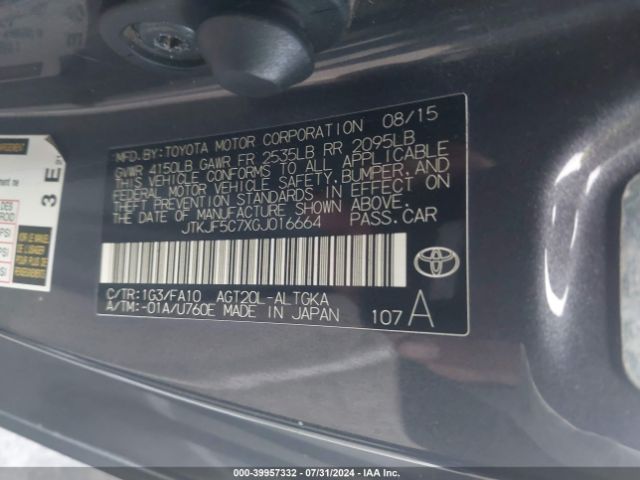 MFD.BY:TOYOTA MOTOR CORPORATION 08/15
GVWR 4150LB GAWR FR 2535LB RR 2095LB
THIS VEHICLE CONFORMS TO ALL APPLICABLE
FEDERAL MOTOR VEHICLE SAFETY, BUMPER, AND
THEFT PREVENTION STANDARDS IN EFFECT ON
THE DATE OF MANUFACTURE SHOWN ABOVE.
JTKJF5C7XGJ016664 PASS.CAR
C/TR:1G3/FA10 AGT20L-ALTGKA
A/TM:-01A/U760E MADE IN JAPAN
107 A
3 E
000-39957332 - 07/31/2024 - IAA Inc.